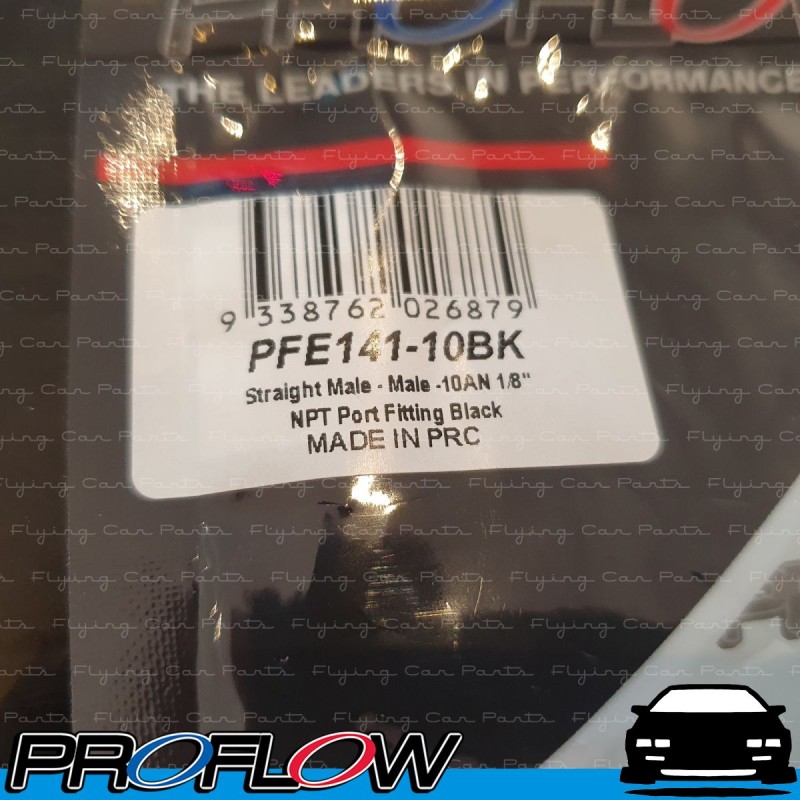 PROFLOW
THE LEADERS IN PERFORMANCE
9 338762 026879
PFE141-10BK
Straight Male - Male -10AN 1/8"
NPT Port Fitting Black
MADE IN PRC
Flying Car Parts
PROFLOW